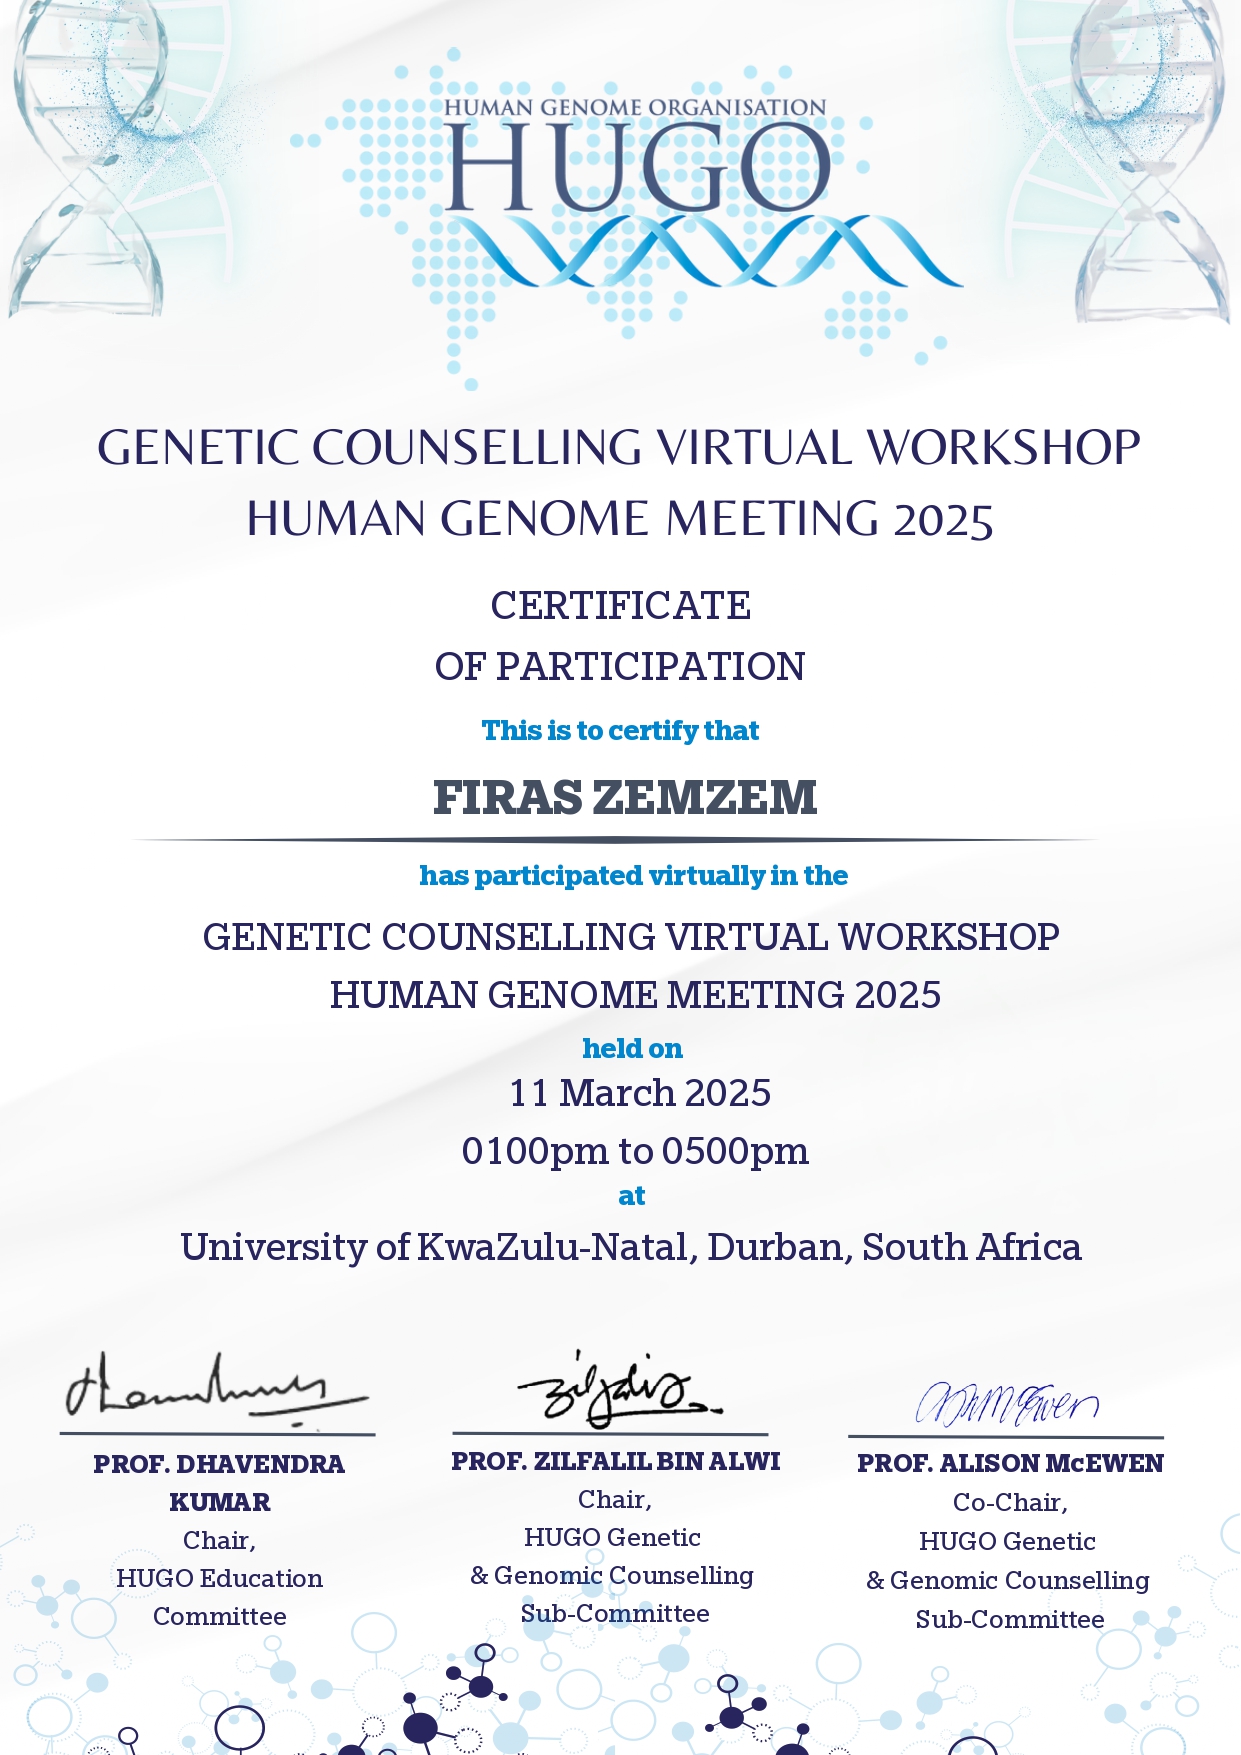 HUMAN GENOME ORGANISATION
HUGO
GENETIC COUNSELLING VIRTUAL WORKSHOP
HUMAN GENOME MEETING 2025
CERTIFICATE
OF PARTICIPATION
This is to certify that
FIRAS ZEMZEM
has participated virtually in the
GENETIC COUNSELLING VIRTUAL WORKSHOP
HUMAN GENOME MEETING 2025
held on
11 March 2025
0100pm to 0500pm
at
University of KwaZulu-Natal, Durban, South Africa
PROF. DHAVENDRA
KUMAR
Chair,
HUGO Education
Committee
PROF. ZILFALIL BIN ALWI
Chair,
HUGO Genetic
& Genomic Counselling
Sub-Committee
PROF. ALISON McEWEN
Co-Chair,
HUGO Genetic
& Genomic Counselling
Sub-Committee